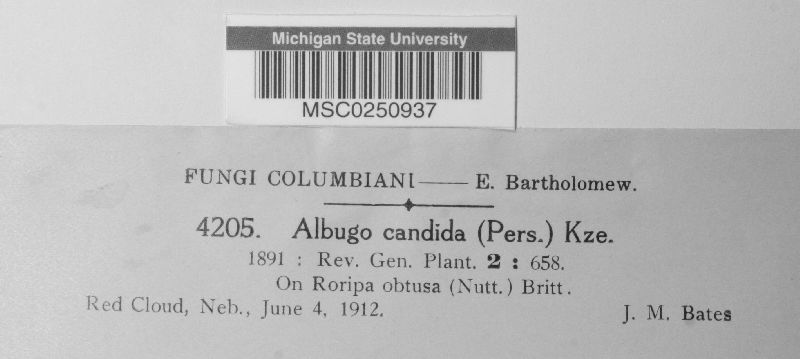 Michigan State University
MSC0250937
FUNGI COLUMBIANI—— E. Bartholomew.
4205. Albugo candida (Pers.) Kze.
1891 : Rev. Gen. Plant. 2 : 658.
On Roripa obtusa (Nutt.) Britt.
Red Cloud, Neb., June 4, 1912. J. M. Bates